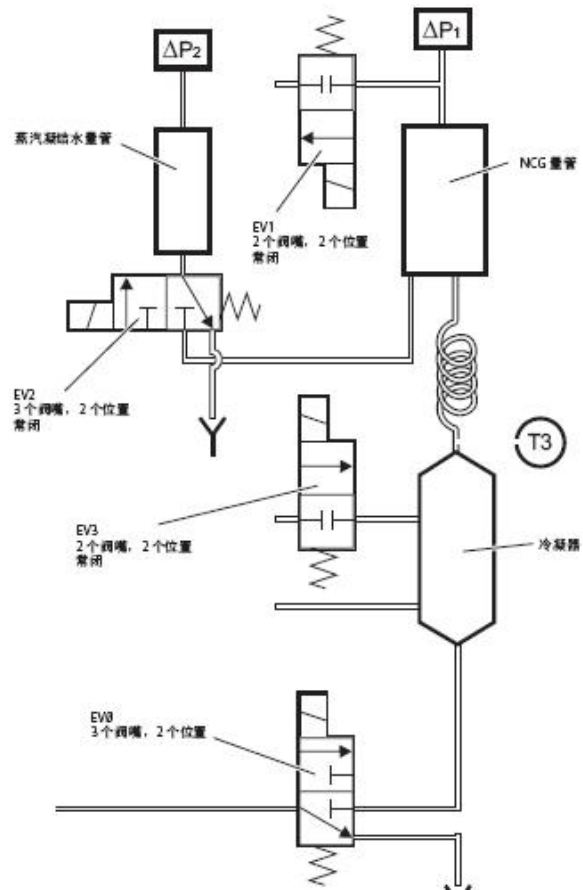 ΔP2
ΔP1
蒸汽凝结水量管
NCG 量管
EV1
2 个阀嘴，2 个位置
常闭
EV2
3 个阀嘴，2 个位置
常闭
T3
EV3
2 个阀嘴，2 个位置
常闭
冷凝器
EV0
3 个阀嘴，2 个位置